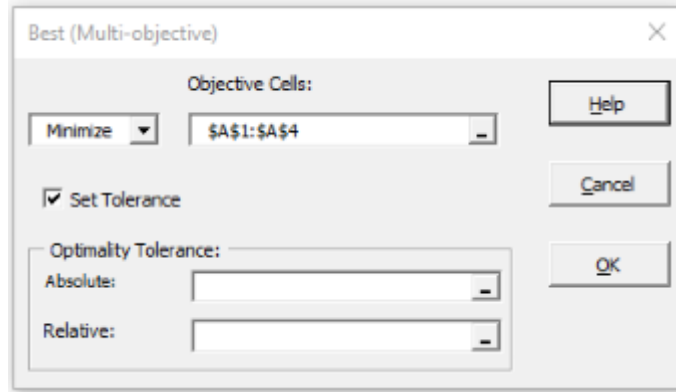 Best (Multi-objective)
Objective Cells:
Minimize
$A$1:$A$4
Help
Set Tolerance
Cancel
Optimality Tolerance:
Absolute:
OK
Relative: